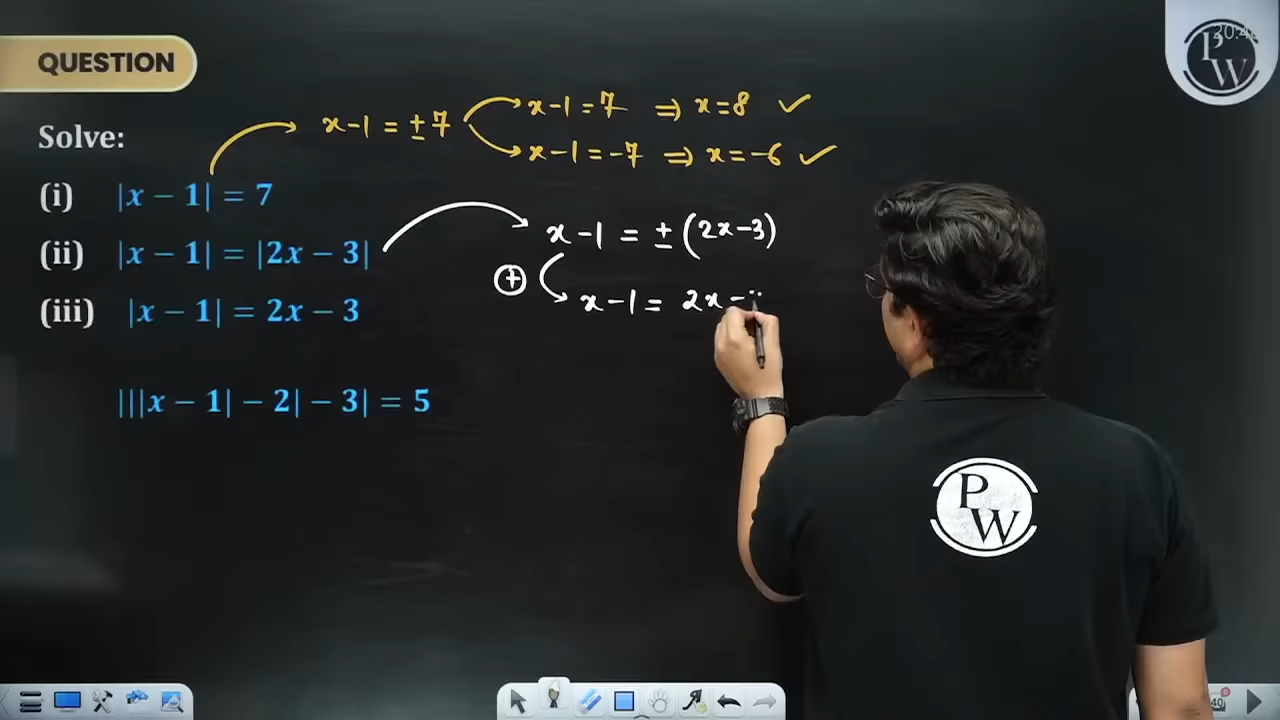 QUESTION
Solve:
(i) |x − 1| = 7
(ii) |x − 1| = |2x − 3|
(iii) |x − 1| = 2x − 3
|||x − 1| − 2| − 3| = 5
x-1 = ±7
x-1 = 7 ⇒ x=8 ✓
x-1 = -7 ⇒ x=-6 ✓
x-1 = ±(2x-3)
+
x-1 = 2x -
PW
PW
40